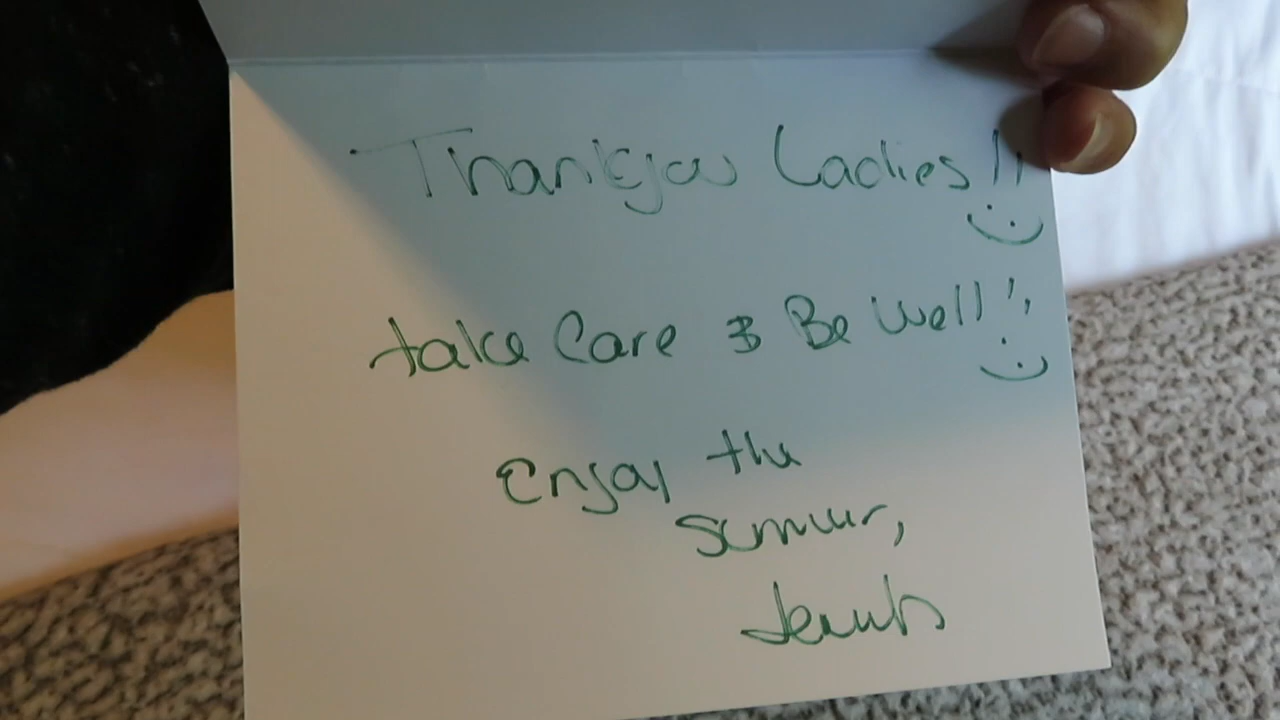 Thankyou Ladies!!
:)
take Care & Be Well!!
:)
Enjoy the
Summer,